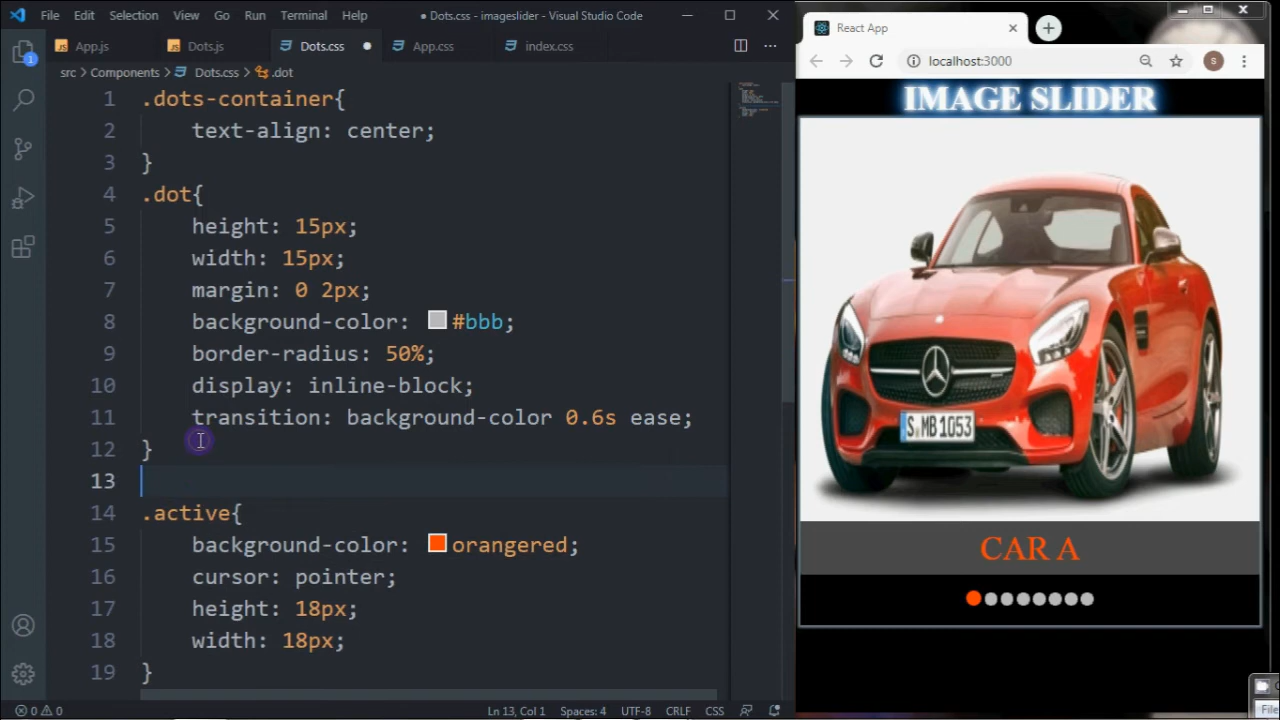 File Edit Selection View Go Run Terminal Help
● Dots.css - imageslider - Visual Studio Code
App.js Dots.js Dots.css ● App.css index.css
src > Components > Dots.css > .dot
1 .dots-container{
2 text-align: center;
3 }
4 .dot{
5 height: 15px;
6 width: 15px;
7 margin: 0 2px;
8 background-color: #bbb;
9 border-radius: 50%;
10 display: inline-block;
11 transition: background-color 0.6s ease;
12 }
13
14 .active{
15 background-color: orangered;
16 cursor: pointer;
17 height: 18px;
18 width: 18px;
19 }
0 0 Ln 13, Col 1 Spaces: 4 UTF-8 CRLF CSS
1
React App
localhost:3000
S
IMAGE SLIDER
S MB 1053
CAR A
File